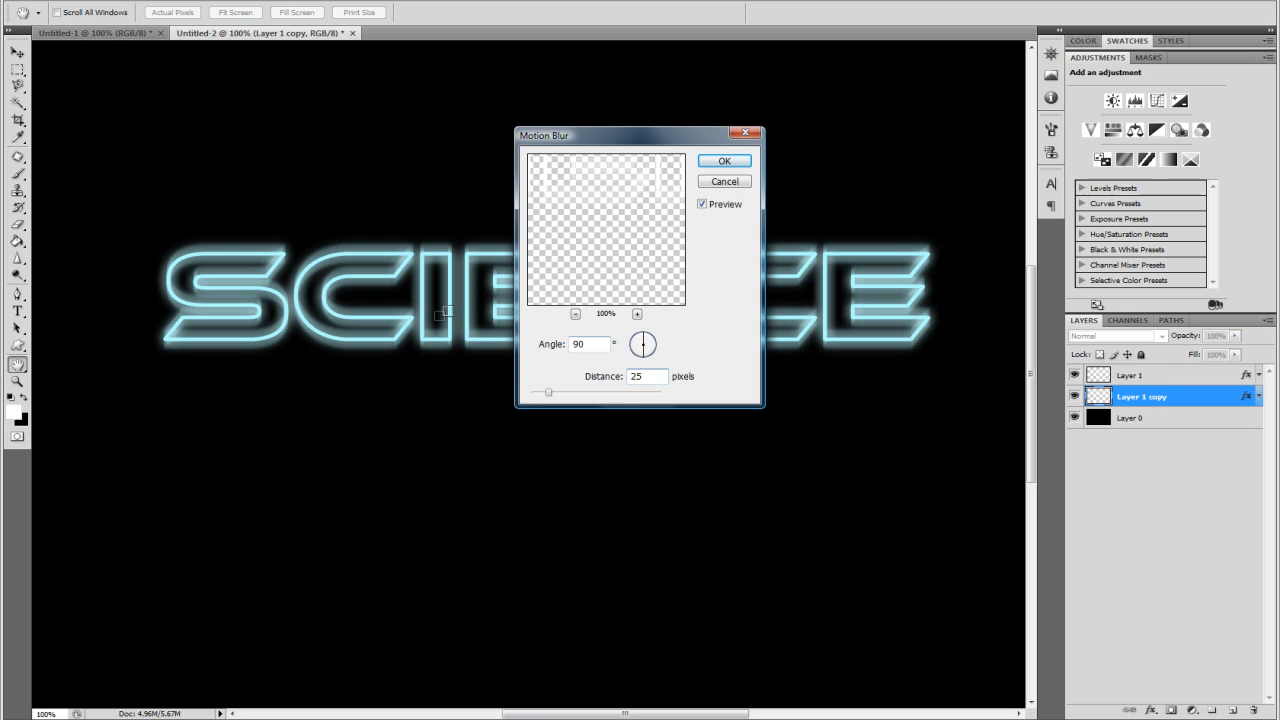 Scroll All Windows Actual Pixels Fit Screen Fill Screen Print Size
Untitled-1 @ 100% (RGB/8) * Untitled-2 @ 100% (Layer 1 copy, RGB/8) *
COLOR SWATCHES STYLES
ADJUSTMENTS MASKS
Add an adjustment
Levels Presets
Curves Presets
Exposure Presets
Hue/Saturation Presets
Black & White Presets
Channel Mixer Presets
Selective Color Presets
Motion Blur
OK
Cancel
Preview
100%
Angle: 90 °
Distance: 25 pixels
LAYERS CHANNELS PATHS
Normal Opacity: 100%
Lock: Fill: 100%
Layer 1 fx
Layer 1 copy fx
Layer 0
100% Doc: 4.96M/5.67M